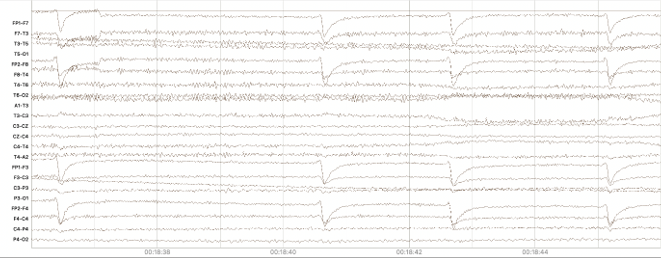 FP1-F7
F7-T3
T3-T5
T5-O1
FP2-F8
F8-T4
T4-T6
T6-O2
A1-T3
T3-C3
C3-CZ
CZ-C4
C4-T4
T4-A2
FP1-F3
F3-C3
C3-P3
P3-O1
FP2-F4
F4-C4
C4-P4
P4-O2
00:18:38 00:18:40 00:18:42 00:18:44